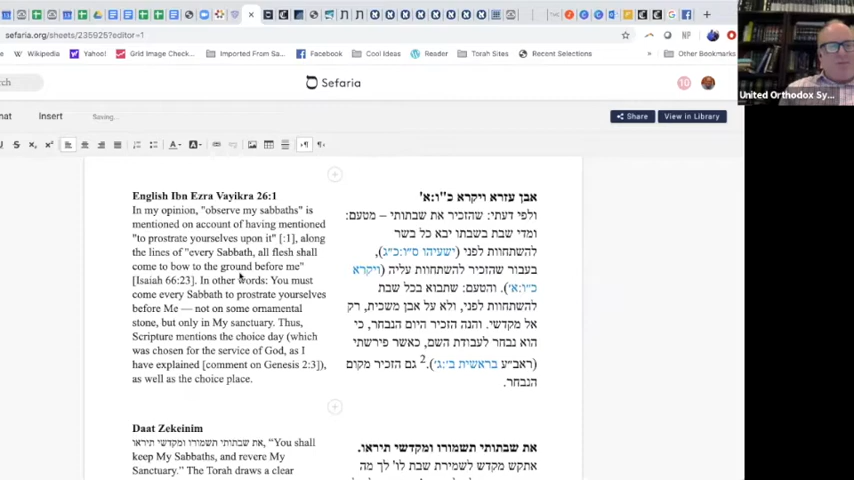 sefaria.org/sheets/235925?editor=1
Wikipedia
Yahoo!
Grid Image Check...
Imported From Sa...
Facebook
Cool Ideas
Reader
Torah Sites
Recent Selections
»
Other Bookmarks
NP
United Orthodox Sy...
Sefaria
10
Insert
Saving...
Share
View in Library
English Ibn Ezra Vayikra 26:1
In my opinion, "observe my sabbaths" is
mentioned on account of having mentioned
"to prostrate yourselves upon it" [:1], along
the lines of "every Sabbath, all flesh shall
come to bow to the ground before me"
[Isaiah 66:23]. In other words: You must
come every Sabbath to prostrate yourselves
before Me — not on some ornamental
stone, but only in My sanctuary. Thus,
Scripture mentions the choice day (which
was chosen for the service of God, as I
have explained [comment on Genesis 2:3]),
as well as the choice place.
אבן עזרא ויקרא כ"ו:א'
ולפי דעתי: שהזכיר את שבתותי – מטעם:
ומדי שבת בשבתו יבא כל בשר
להשתחוות לפני (ישעיהו ס״ו:כ״ג),
בעבור שהזכיר להשתחוות עליה (ויקרא
כ״ו:א׳). והטעם: שתבוא בכל שבת
להשתחוות לפני, ולא על אבן משכית, רק
אל מקדשי. והנה הזכיר היום הנבחר, כי
הוא נבחר לעבודת השם, כאשר פירשתי
(ראב״ע בראשית ב׳:ג׳).2 גם הזכיר מקום
הנבחר.
Daat Zekeinim
את שבתותי תשמורו ומקדשי תיראו, "You shall
keep My Sabbaths, and revere My
Sanctuary." The Torah draws a clear
את שבתותי תשמורו ומקדשי תיראו.
אתקש מקדש לשמירת שבת לו' לך מה